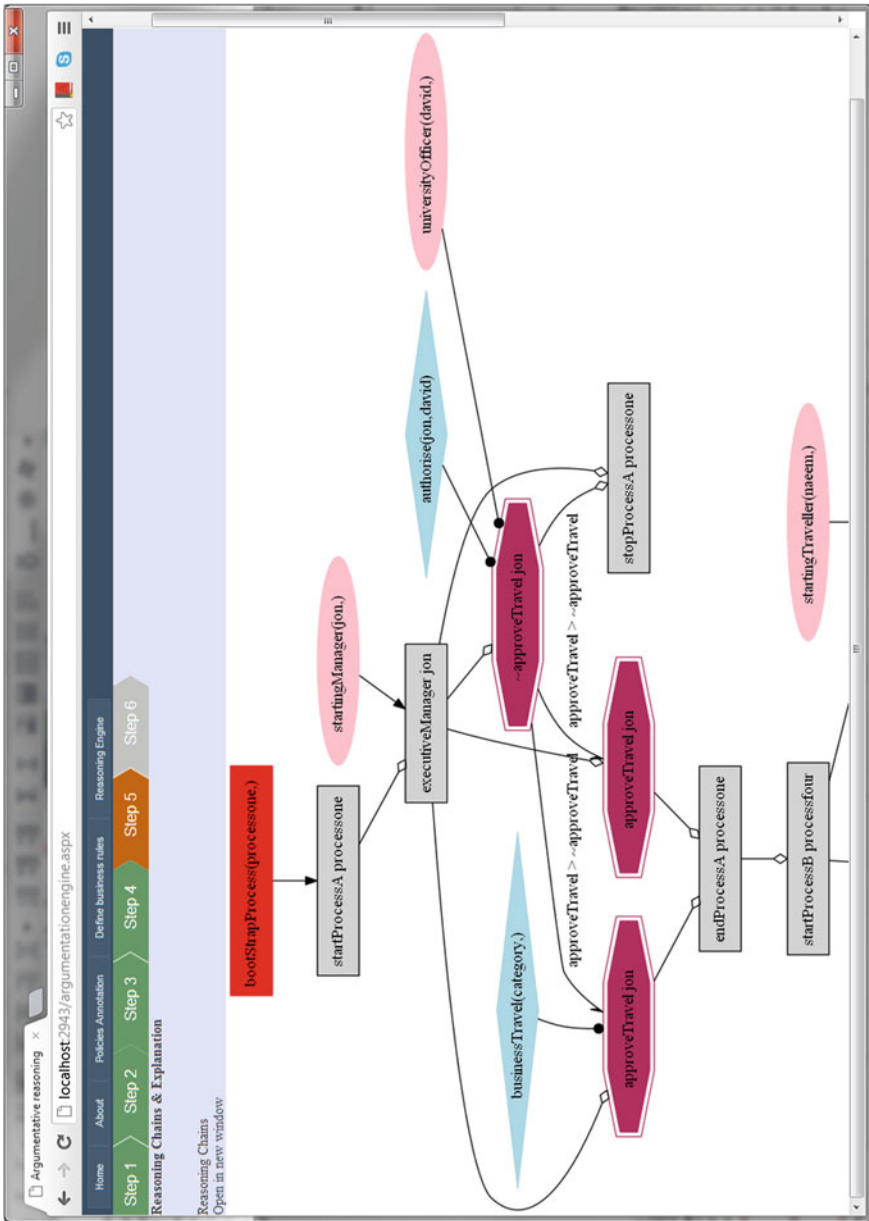 Argumentative reasoning ×
localhost:2943/argumentationengine.aspx
Home About Policies Annotation Define business rules Reasoning Engine
Step 1 Step 2 Step 3 Step 4 Step 5 Step 6
Reasoning Chains & Explanation
Reasoning Chains
Open in new window
bootStrapProcess(processone,)
startProcessA processone
startingManager(jon,)
executiveManager jon
authorise(jon,david)
universityOfficer(david,)
businessTravel(category,)
~approveTravel jon
approveTravel > ~approveTravel
approveTravel > ~approveTravel
approveTravel jon
approveTravel jon
stopProcessA processone
endProcessA processone
startProcessB processfour
startingTraveller(naeem,)